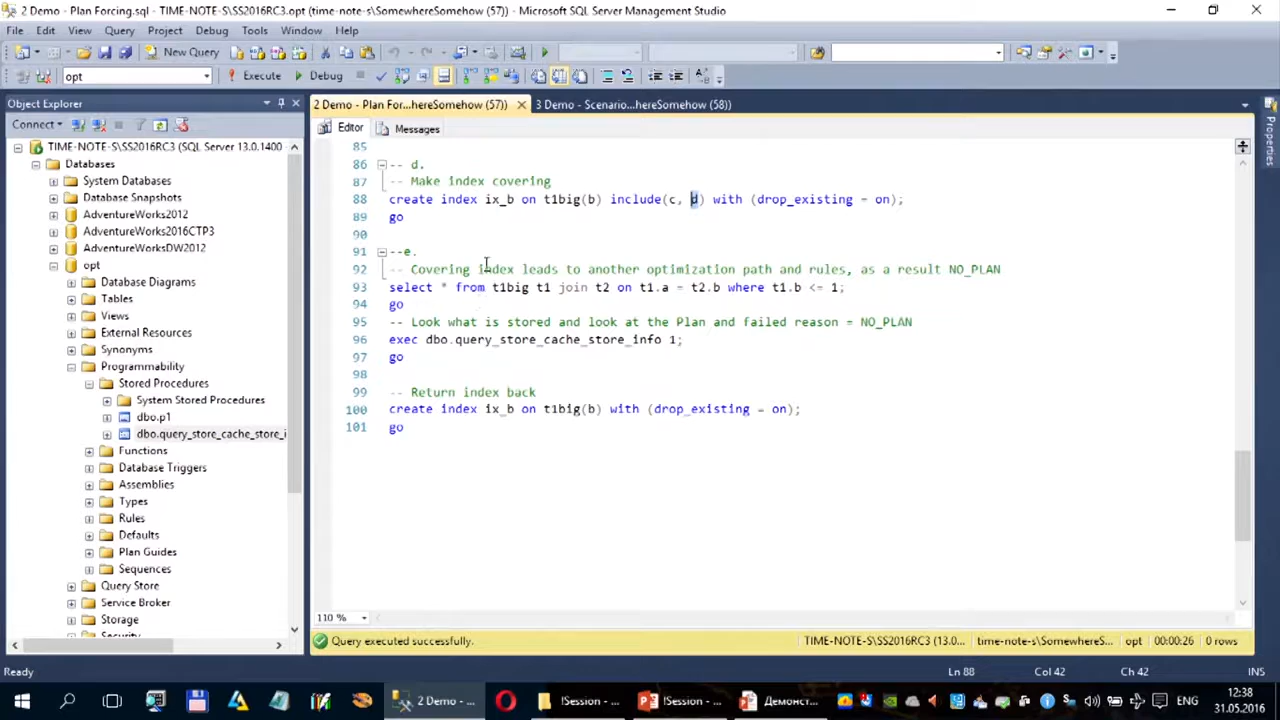 2 Demo - Plan Forcing.sql - TIME-NOTE-S\SS2016RC3.opt (time-note-s\SomewhereSomehow (57)) - Microsoft SQL Server Management Studio
File Edit View Query Project Debug Tools Window Help
New Query
opt Execute Debug
Object Explorer
2 Demo - Plan For...hereSomehow (57)) 3 Demo - Scenario...hereSomehow (58))
Connect
Editor Messages
Properties
TIME-NOTE-S\SS2016RC3 (SQL Server 13.0.1400
Databases
System Databases
Database Snapshots
AdventureWorks2012
AdventureWorks2016CTP3
AdventureWorksDW2012
opt
Database Diagrams
Tables
Views
External Resources
Synonyms
Programmability
Stored Procedures
System Stored Procedures
dbo.p1
dbo.query_store_cache_store_i
Functions
Database Triggers
Assemblies
Types
Rules
Defaults
Plan Guides
Sequences
Query Store
Service Broker
Storage
Security
85
86 -- d.
87 -- Make index covering
88 create index ix_b on t1big(b) include(c, d) with (drop_existing = on);
89 go
90
91 --e.
92 -- Covering index leads to another optimization path and rules, as a result NO_PLAN
93 select * from t1big t1 join t2 on t1.a = t2.b where t1.b <= 1;
94 go
95 -- Look what is stored and look at the Plan and failed reason = NO_PLAN
96 exec dbo.query_store_cache_store_info 1;
97 go
98
99 -- Return index back
100 create index ix_b on t1big(b) with (drop_existing = on);
101 go
110 %
Query executed successfully. TIME-NOTE-S\SS2016RC3 (13.0... time-note-s\SomewhereS... opt 00:00:26 0 rows
Ready Ln 88 Col 42 Ch 42 INS
2 Demo - ... !Session - ... !Session - ... Демонст... ENG 12:38
31.05.2016